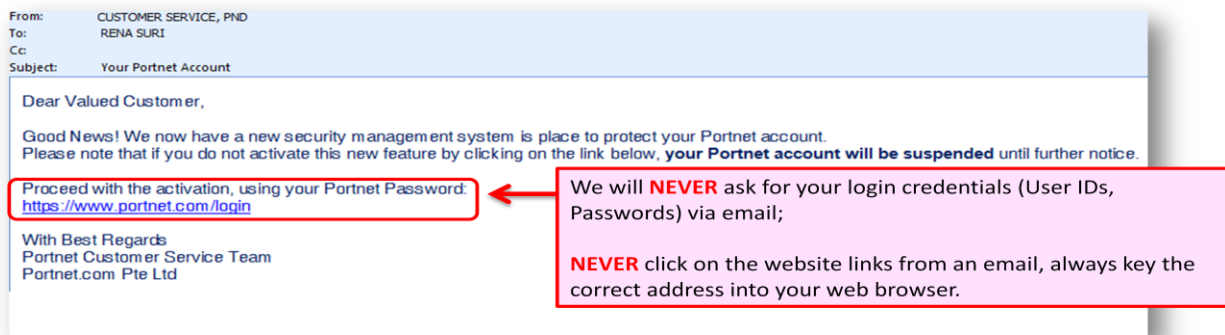 From: CUSTOMER SERVICE, PND
To: RENA SURI
Cc:
Subject: Your Portnet Account
Dear Valued Customer,
Good News! We now have a new security management system is place to protect your Portnet account.
Please note that if you do not activate this new feature by clicking on the link below, your Portnet account will be suspended until further notice.
Proceed with the activation, using your Portnet Password:
https://www.portnet.com/login
With Best Regards
Portnet Customer Service Team
Portnet.com Pte Ltd
We will NEVER ask for your login credentials (User IDs,
Passwords) via email;
NEVER click on the website links from an email, always key the
correct address into your web browser.